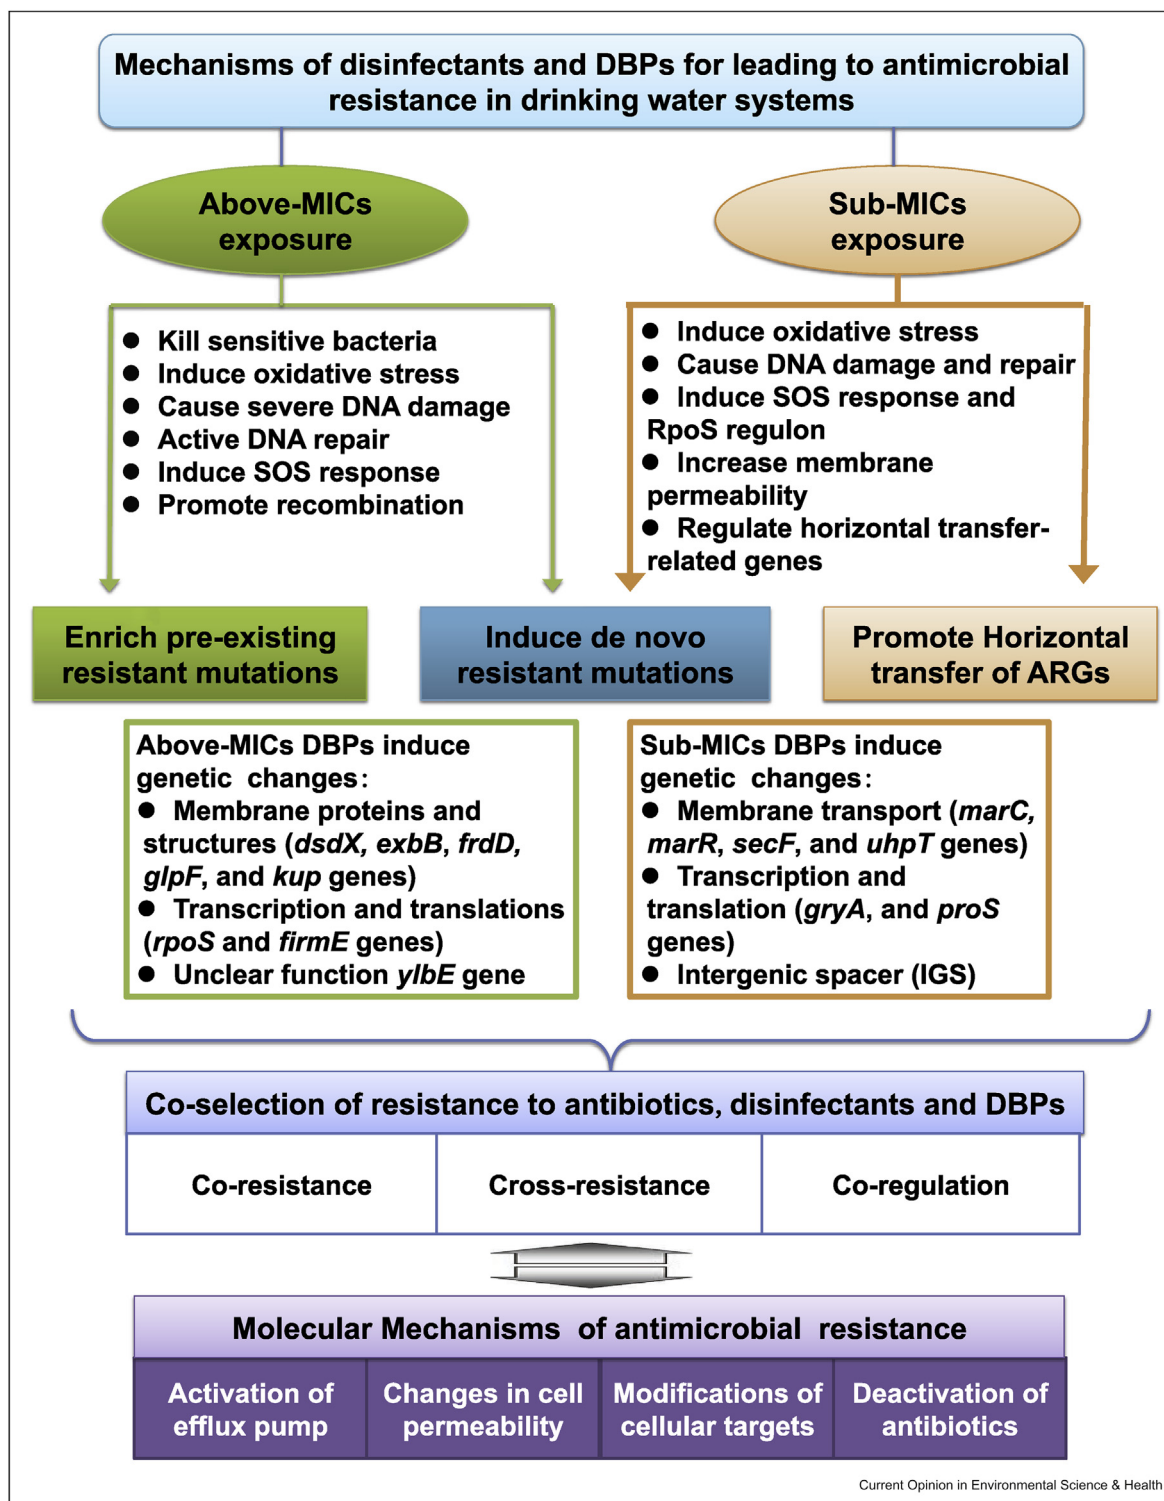 Mechanisms of disinfectants and DBPs for leading to antimicrobial
resistance in drinking water systems
Above-MICs
exposure
Sub-MICs
exposure
● Kill sensitive bacteria
● Induce oxidative stress
● Cause severe DNA damage
● Active DNA repair
● Induce SOS response
● Promote recombination
● Induce oxidative stress
● Cause DNA damage and repair
● Induce SOS response and
RpoS regulon
● Increase membrane
permeability
● Regulate horizontal transfer-
related genes
Enrich pre-existing
resistant mutations
Induce de novo
resistant mutations
Promote Horizontal
transfer of ARGs
Above-MICs DBPs induce
genetic changes:
● Membrane proteins and
structures (dsdX, exbB, frdD,
glpF, and kup genes)
● Transcription and translations
(rpoS and firmE genes)
● Unclear function ylbE gene
Sub-MICs DBPs induce
genetic changes:
● Membrane transport (marC,
marR, secF, and uhpT genes)
● Transcription and
translation (gryA, and proS
genes)
● Intergenic spacer (IGS)
Co-selection of resistance to antibiotics, disinfectants and DBPs
Co-resistance
Cross-resistance
Co-regulation
Molecular Mechanisms of antimicrobial resistance
Activation of
efflux pump
Changes in cell
permeability
Modifications of
cellular targets
Deactivation of
antibiotics
Current Opinion in Environmental Science & Health